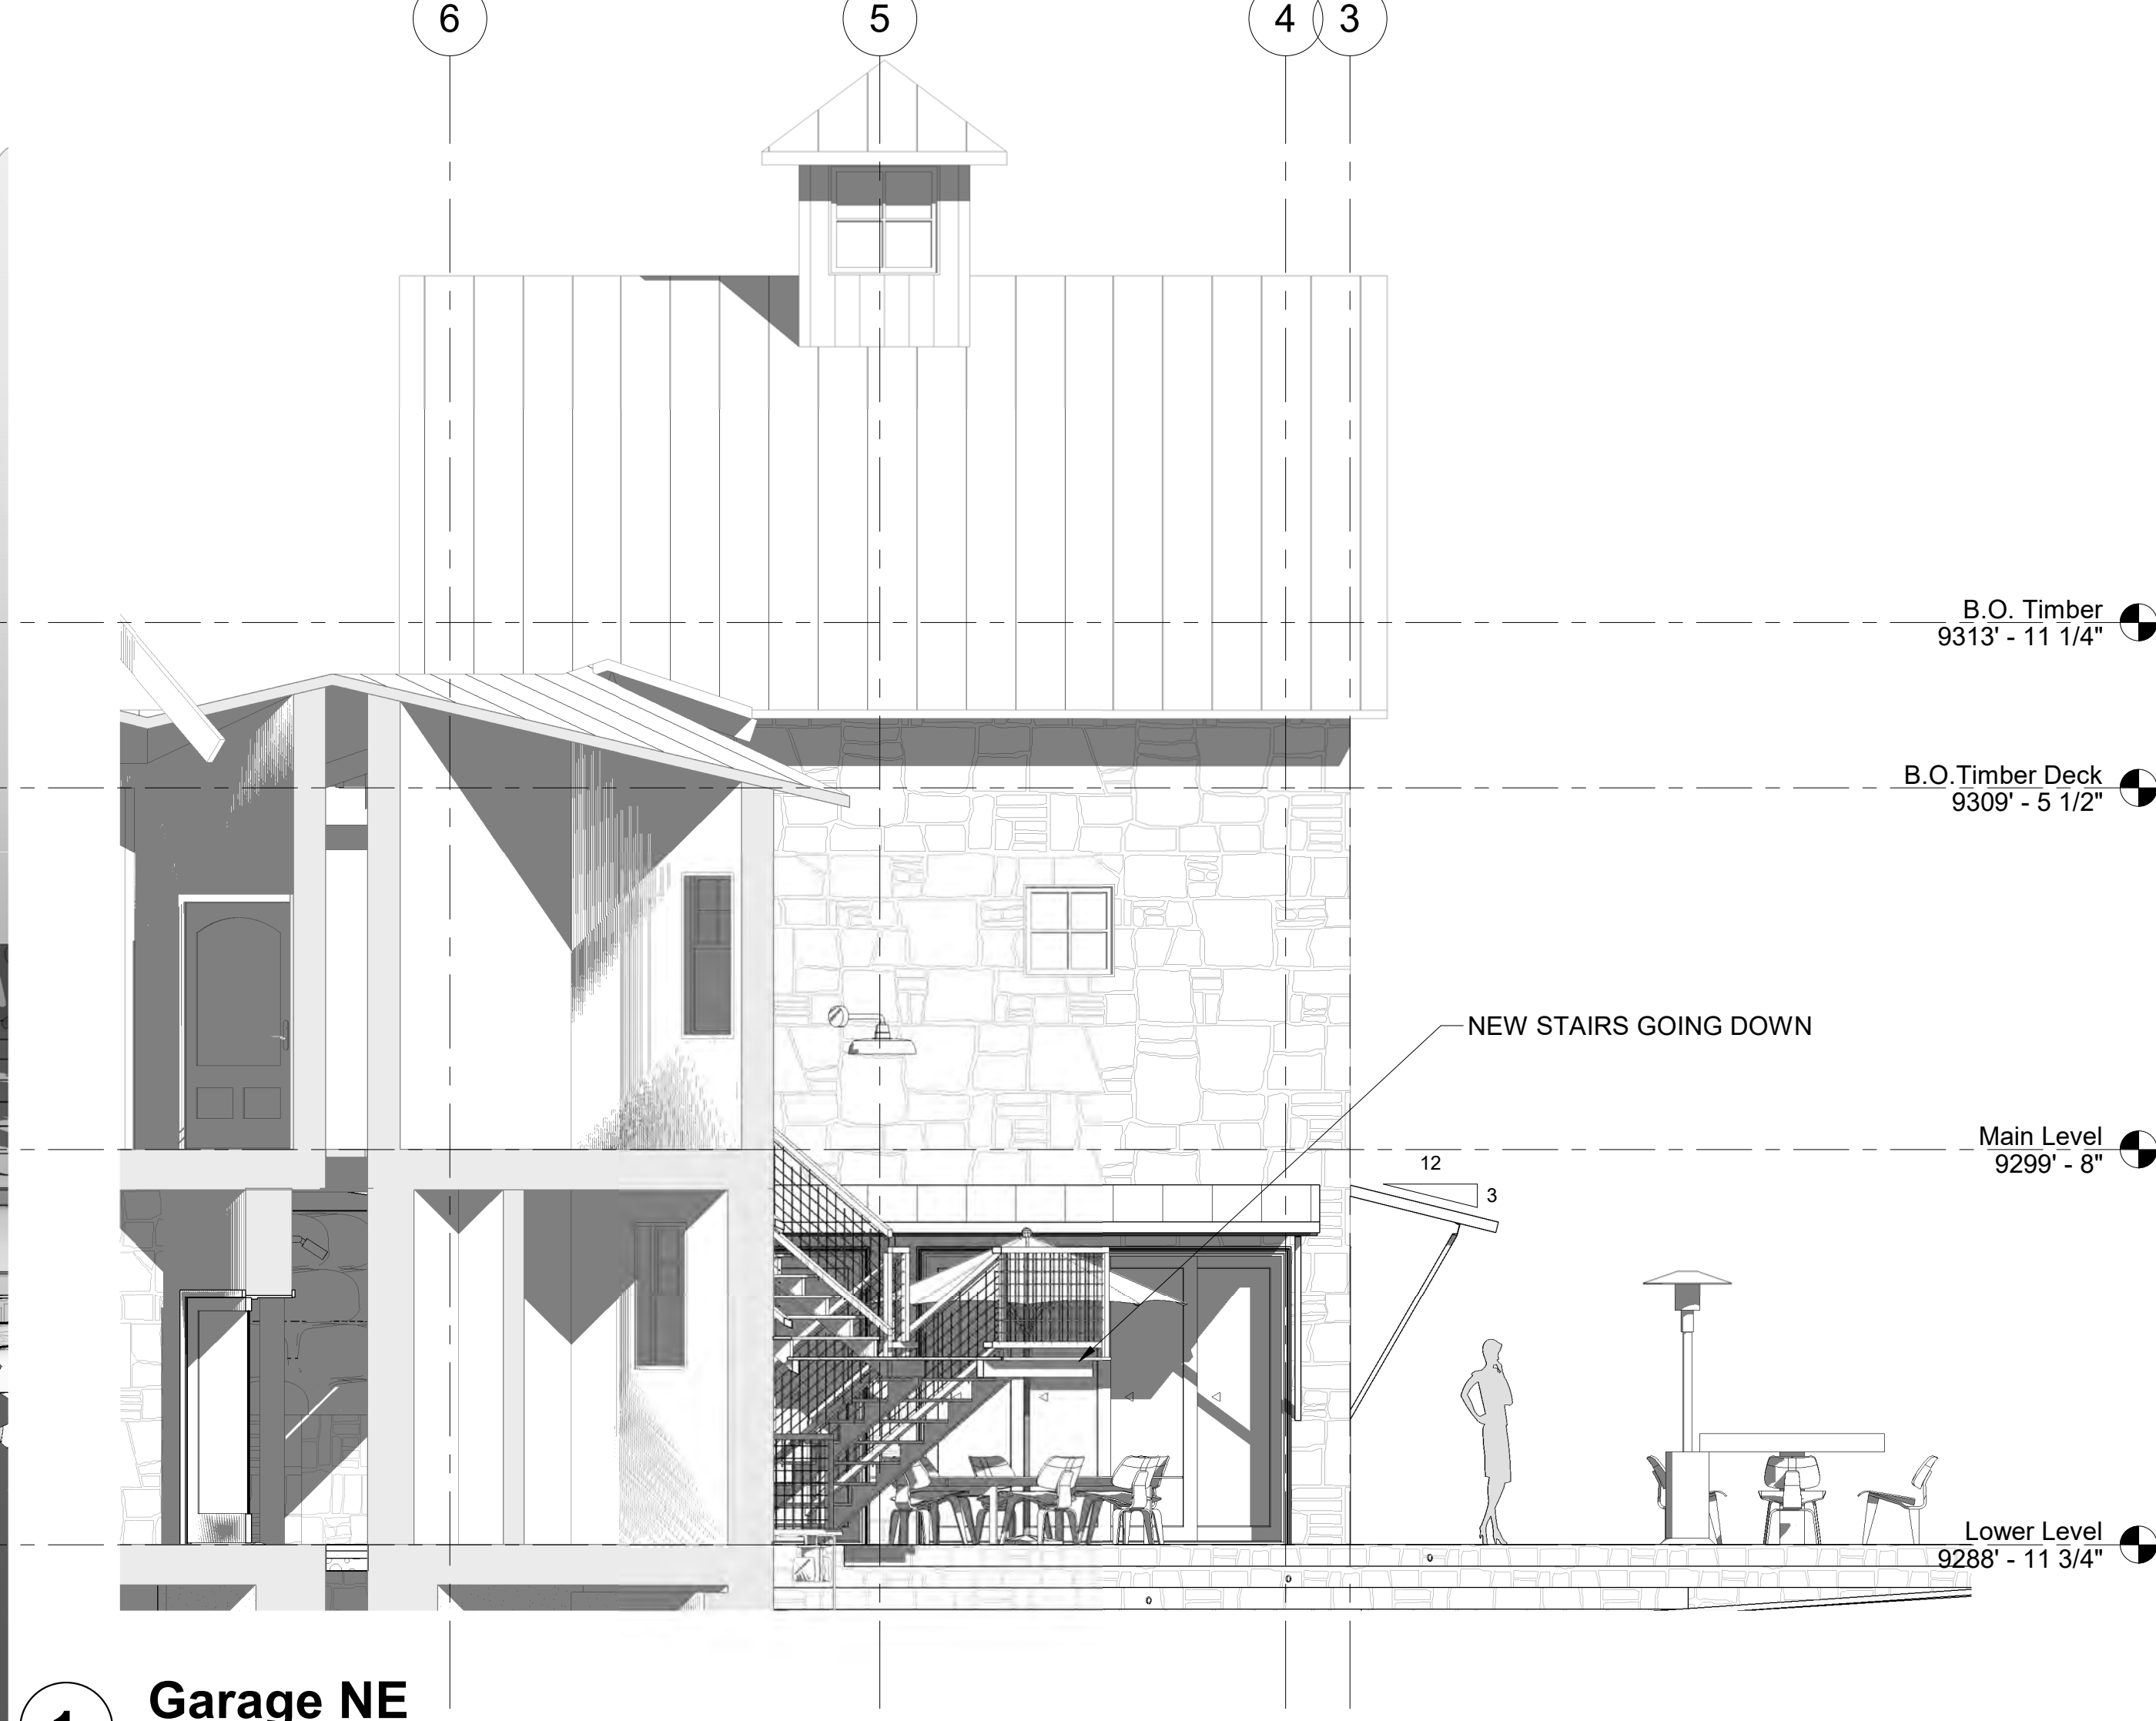 6
5
4
3
B.O. Timber
9313' - 11 1/4"
B.O.Timber Deck
9309' - 5 1/2"
NEW STAIRS GOING DOWN
Main Level
9299' - 8"
12
3
Lower Level
9288' - 11 3/4"
1
Garage NE